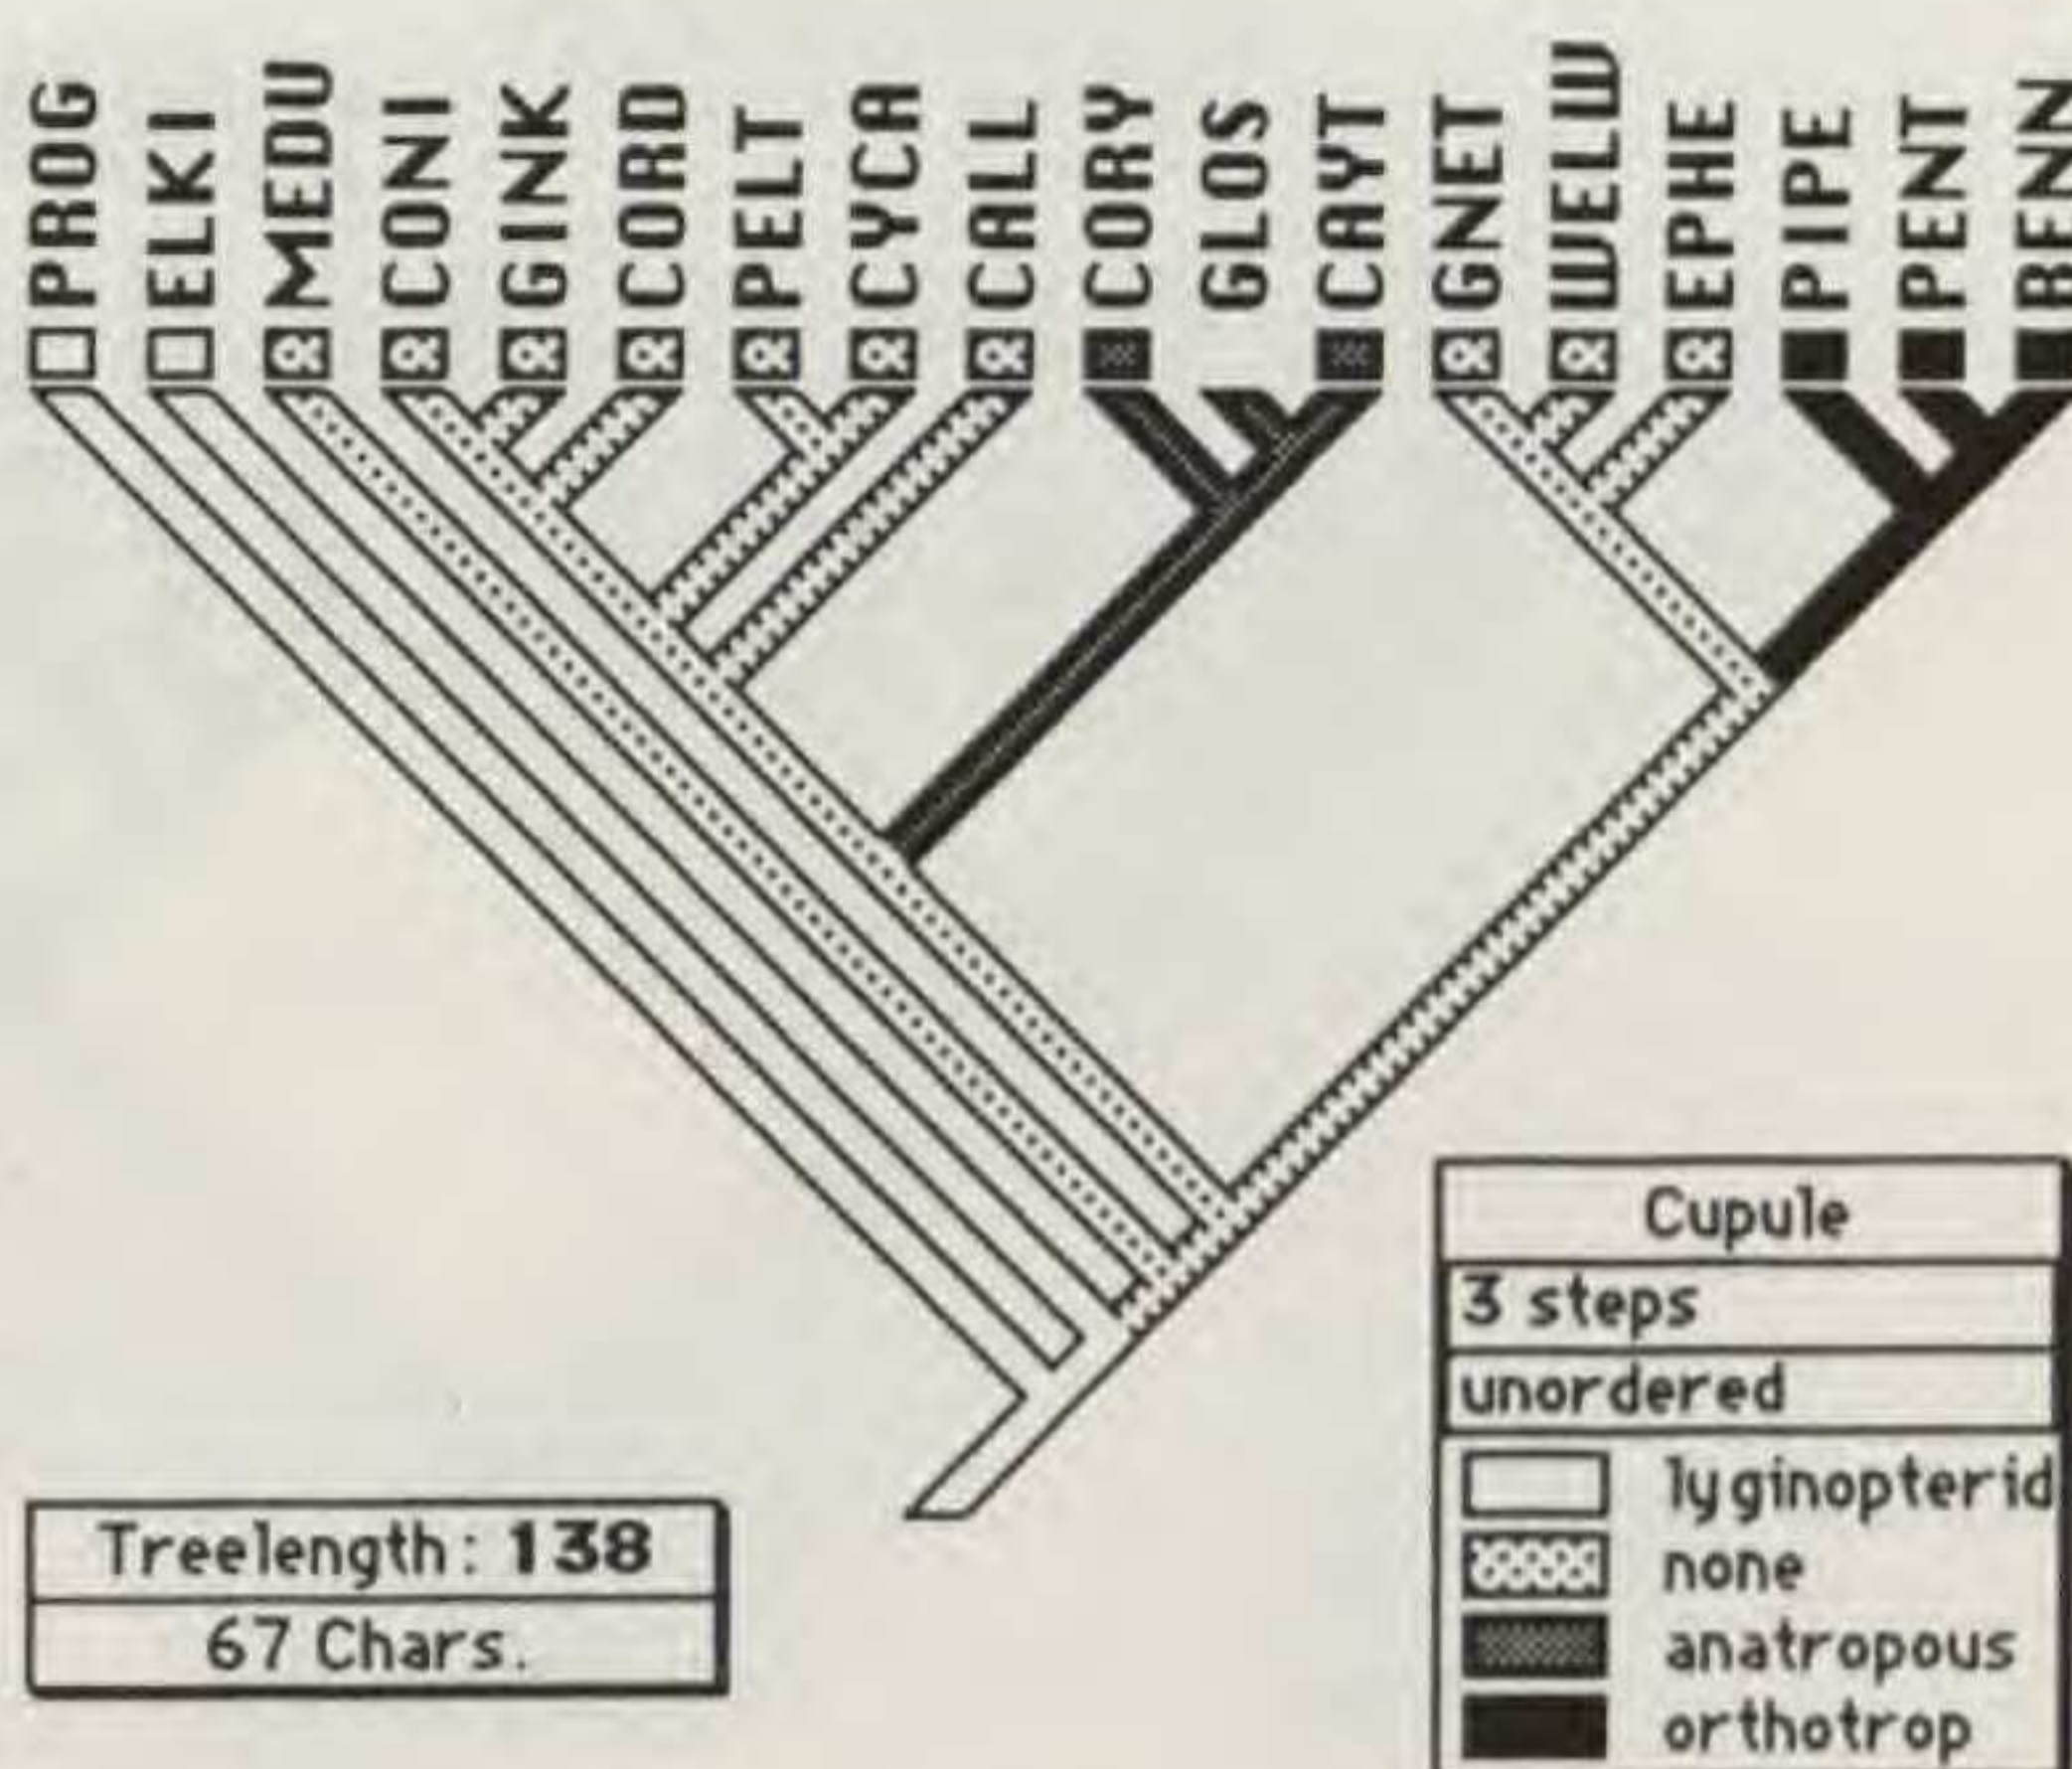 PROG
ELKI
MEDU
CONI
GINK
CORD
PELT
CYCA
CALL
CORY
GLOS
CAYT
GNET
WELW
EPHE
PIPE
PENT
BENN
Cupule
3 steps
unordered
lyginopterid
none
anatropous
orthotrop
Treelength: 138
67 Chars.